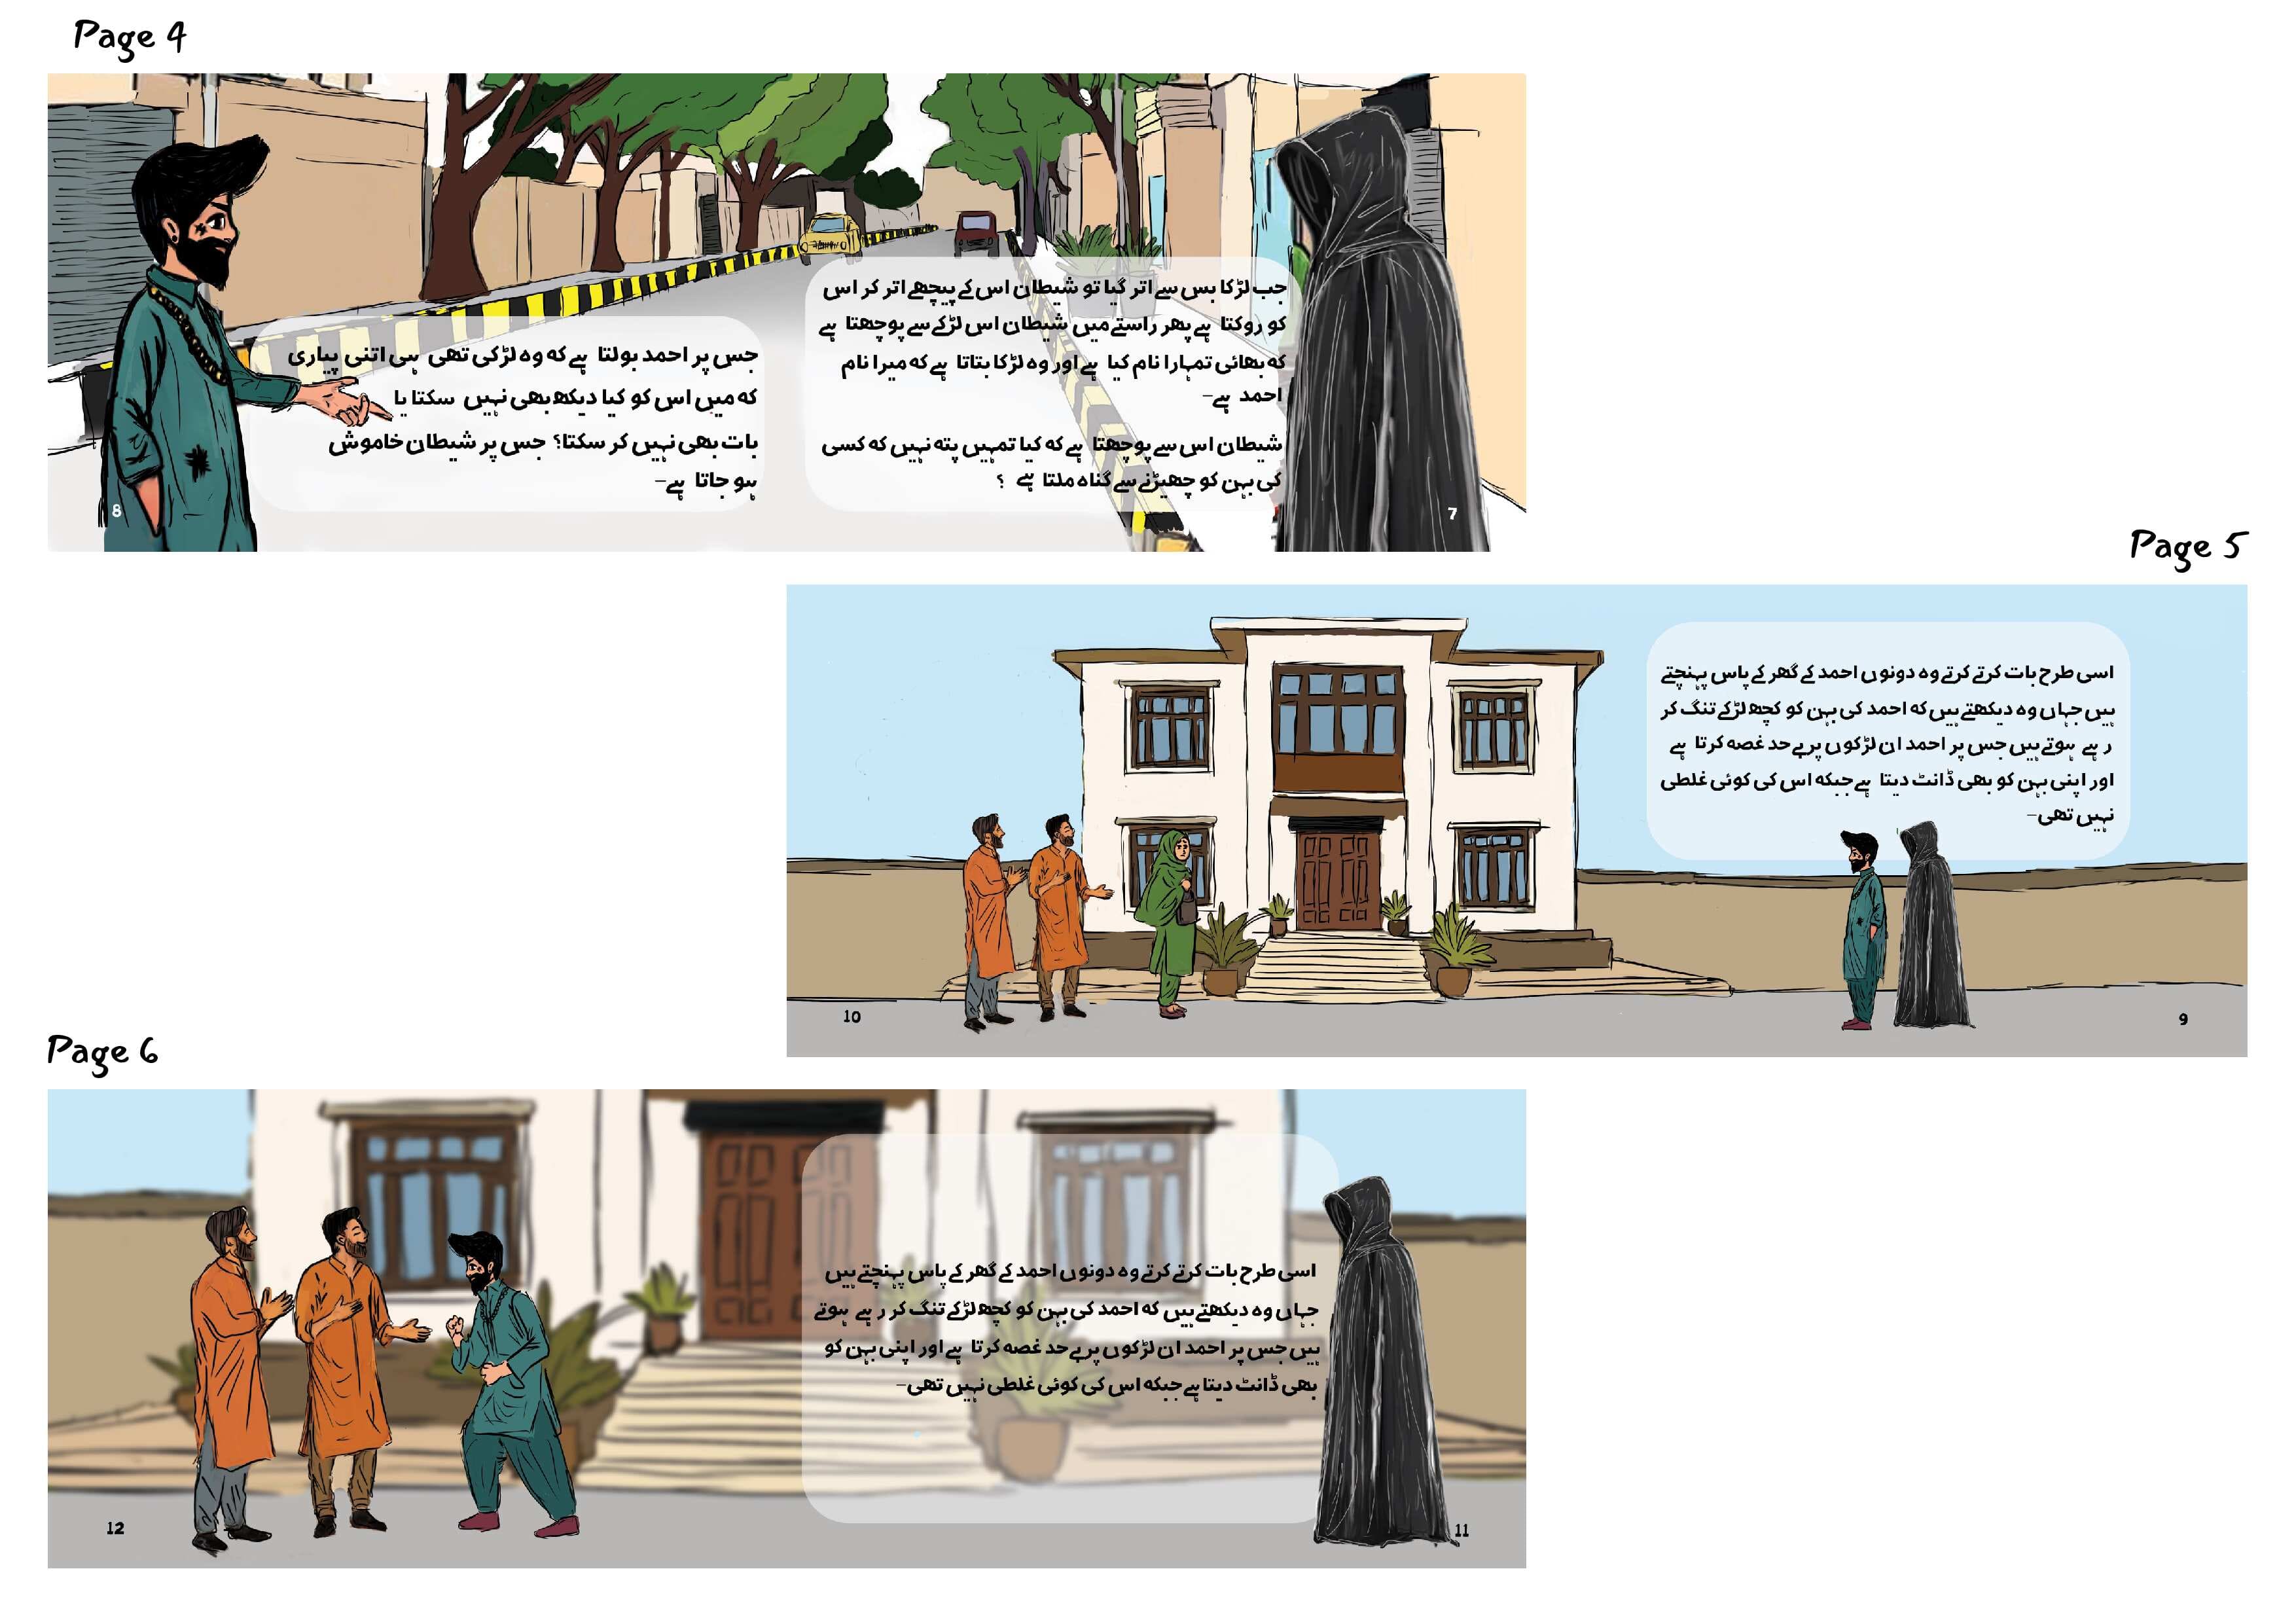 Page 4
جب لڑکا بس سے اتر گیا تو شیطان اس کے پیچھے اتر کر اس
کو روکتا ہے پھر راستے میں شیطان اس لڑکے سے پوچھتا ہے
کہ بھائی تمہارا نام کیا ہے اور وہ لڑکا بتاتا ہے کہ میرا نام
احمد ہے–
شیطان اس سے پوچھتا ہے کہ کیا تمہیں پتہ نہیں کہ کسی
کی بہن کو چھیڑنے سے گناہ ملتا ہے ؟
7
جس پر احمد بولتا ہے کہ وہ لڑکی تھی ہی اتنی پیاری
کہ میں اس کو کیا دیکھ بھی نہیں سکتا یا
بات بھی نہیں کر سکتا؟ جس پر شیطان خاموش
ہو جاتا ہے–
8
Page 5
اسی طرح بات کرتے کرتے وہ دونوں احمد کے گھر کے پاس پہنچتے
ہیں جہاں وہ دیکھتے ہیں کہ احمد کی بہن کو کچھ لڑکے تنگ کر
رہے ہوتے ہیں جس پر احمد ان لڑکوں پر بے حد غصہ کرتا ہے
اور اپنی بہن کو بھی ڈانٹ دیتا ہے جبکہ اس کی کوئی غلطی
نہیں تھی–
9
10
Page 6
اسی طرح بات کرتے کرتے وہ دونوں احمد کے گھر کے پاس پہنچتے ہیں
جہاں وہ دیکھتے ہیں کہ احمد کی بہن کو کچھ لڑکے تنگ کر رہے ہوتے
ہیں جس پر احمد ان لڑکوں پر بے حد غصہ کرتا ہے اور اپنی بہن کو
بھی ڈانٹ دیتا ہے جبکہ اس کی کوئی غلطی نہیں تھی–
11
12